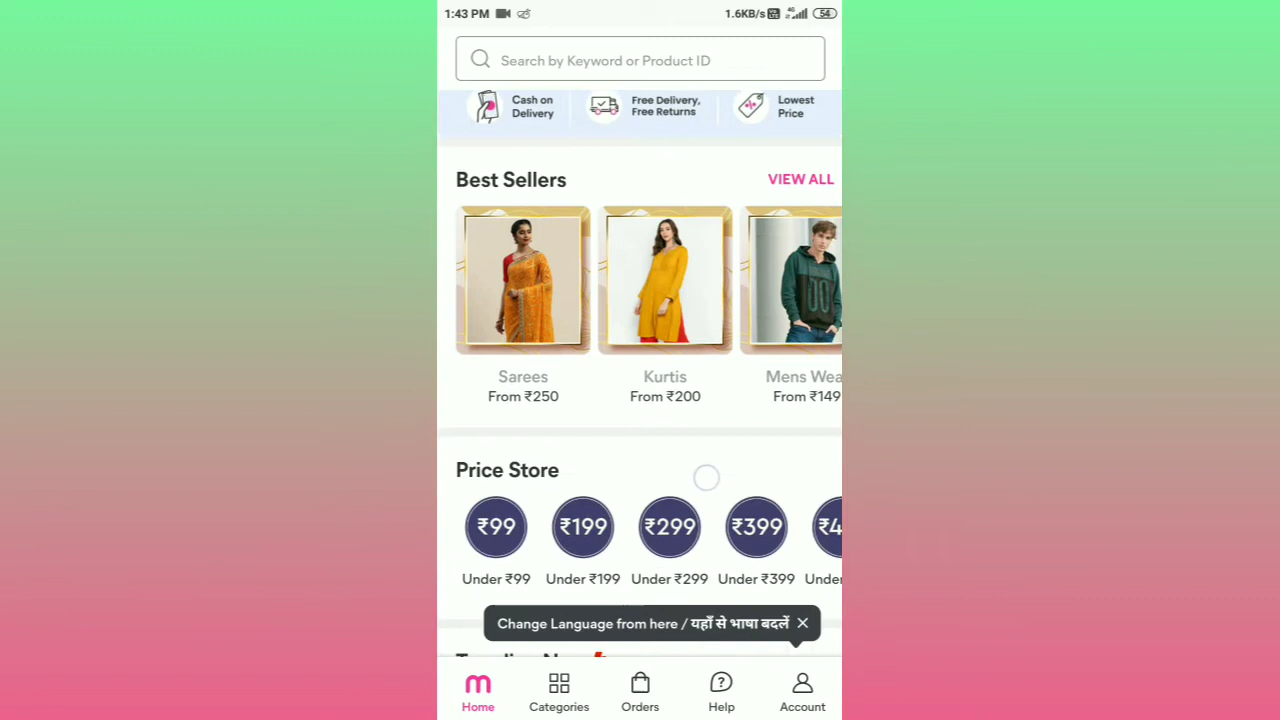 1:43 PM
1.6KB/s 4G 54
Search by Keyword or Product ID
Cash on
Delivery
Free Delivery,
Free Returns
Lowest
Price
Best Sellers
VIEW ALL
Sarees
From ₹250
Kurtis
From ₹200
Mens Wea
From ₹149
Price Store
₹99
₹199
₹299
₹399
₹4
Under ₹99
Under ₹199
Under ₹299
Under ₹399
Under
Change Language from here / यहाँ से भाषा बदलें
Home
Categories
Orders
Help
Account